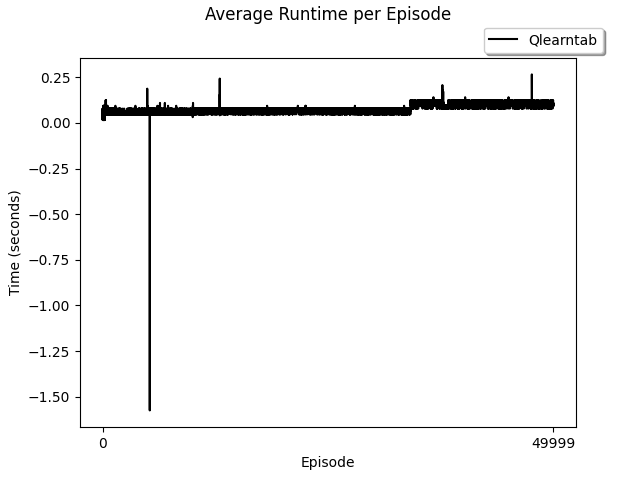 Average Runtime per Episode
Qlearntab
0.25
0.00
−0.25
−0.50
−0.75
−1.00
−1.25
−1.50
Time (seconds)
0
49999
Episode